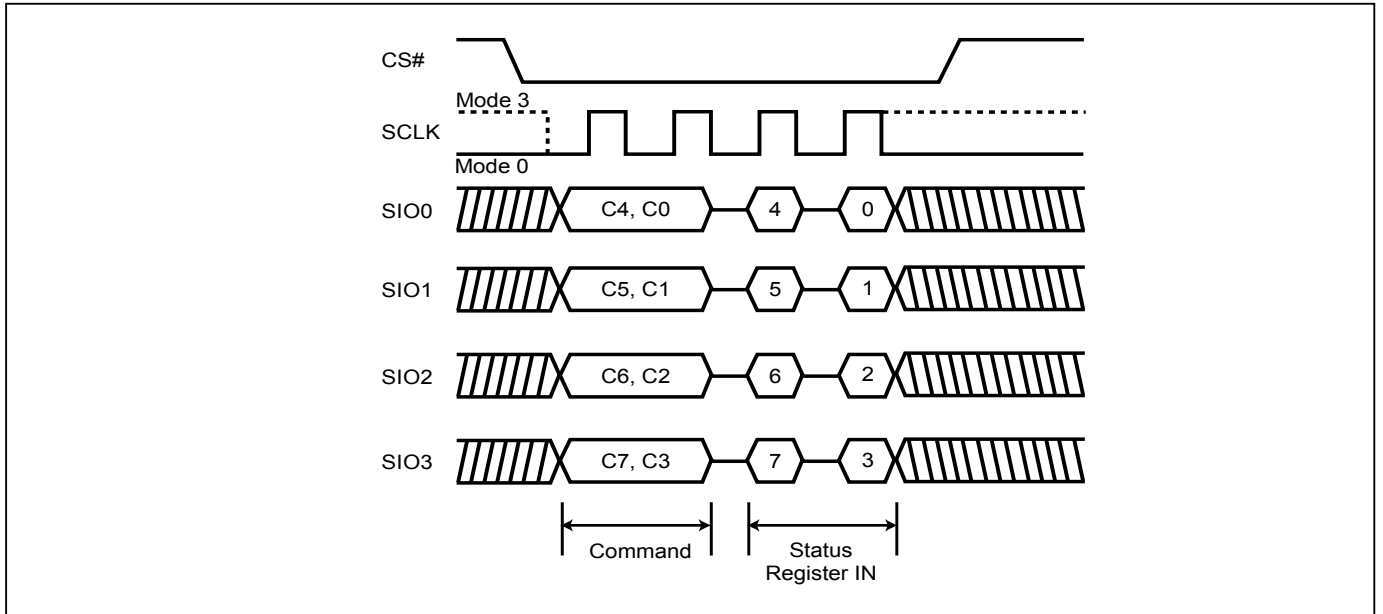 CS#
Mode 3
SCLK
Mode 0
SIO0 C4, C0 4 0
SIO1 C5, C1 5 1
SIO2 C6, C2 6 2
SIO3 C7, C3 7 3
Command
Status
Register IN